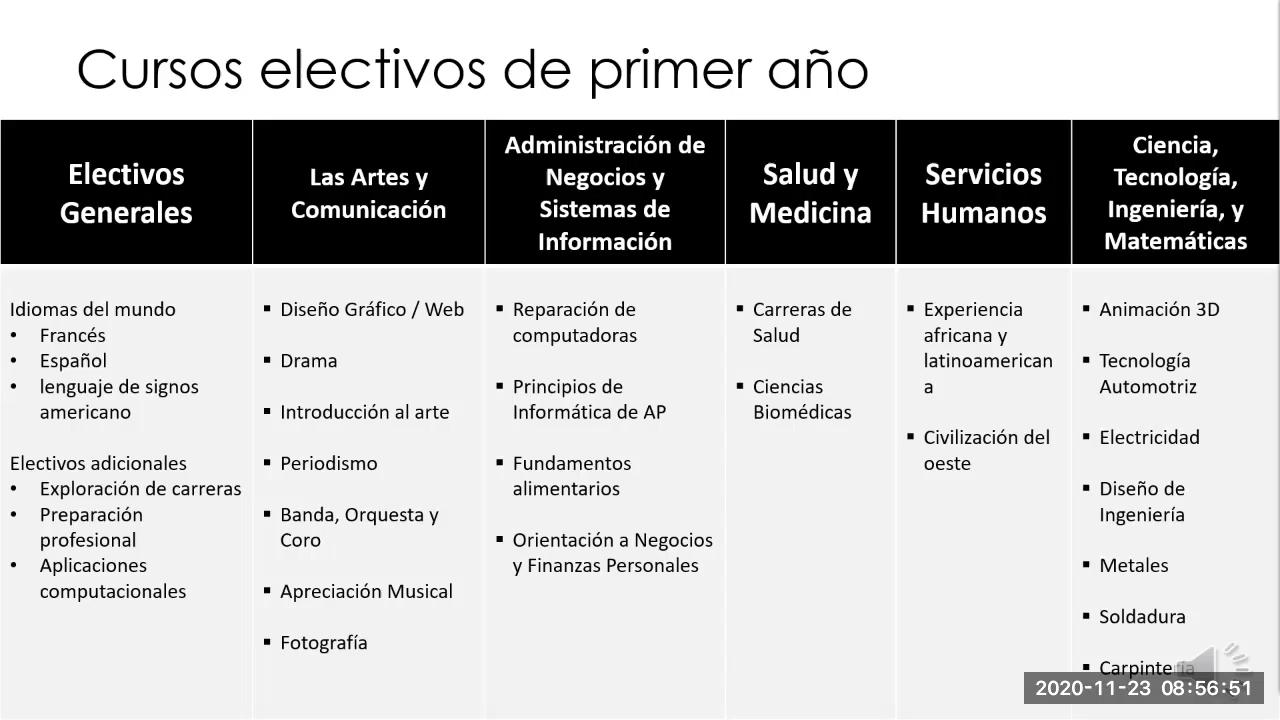 Cursos electivos de primer año
Electivos
Generales
Las Artes y
Comunicación
Administración de
Negocios y
Sistemas de
Información
Salud y
Medicina
Servicios
Humanos
Ciencia,
Tecnología,
Ingeniería, y
Matemáticas
Idiomas del mundo
• Francés
• Español
• lenguaje de signos
americano
Electivos adicionales
• Exploración de carreras
• Preparación
profesional
• Aplicaciones
computacionales
▪ Diseño Gráfico / Web
▪ Drama
▪ Introducción al arte
▪ Periodismo
▪ Banda, Orquesta y
Coro
▪ Apreciación Musical
▪ Fotografía
▪ Reparación de
computadoras
▪ Principios de
Informática de AP
▪ Fundamentos
alimentarios
▪ Orientación a Negocios
y Finanzas Personales
▪ Carreras de
Salud
▪ Ciencias
Biomédicas
▪ Experiencia
africana y
latinoamerican
a
▪ Civilización del
oeste
▪ Animación 3D
▪ Tecnología
Automotriz
▪ Electricidad
▪ Diseño de
Ingeniería
▪ Metales
▪ Soldadura
▪ Carpintería
2020-11-23 08:56:51